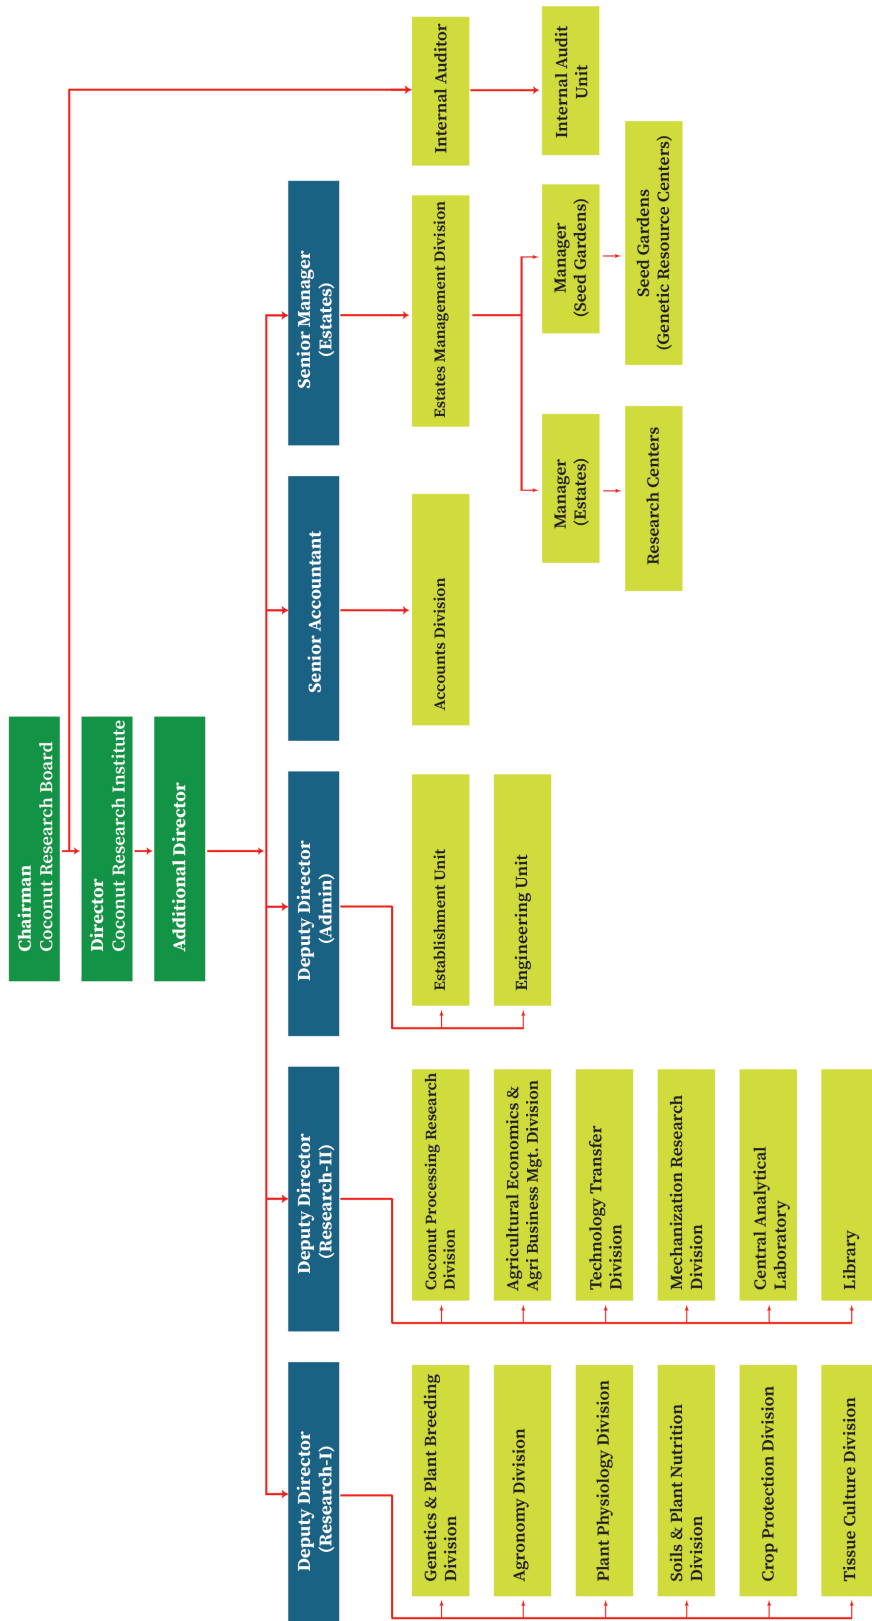 Chairman
Coconut Research Board
Director
Coconut Research Institute
Additional Director
Deputy Director
(Research-I)
Deputy Director
(Research-II)
Deputy Director
(Admin)
Senior Accountant
Senior Manager
(Estates)
Genetics & Plant Breeding
Division
Agronomy Division
Plant Physiology Division
Soils & Plant Nutrition
Division
Crop Protection Division
Tissue Culture Division
Coconut Processing Research
Division
Agricultural Economics &
Agri Business Mgt. Division
Technology Transfer
Division
Mechanization Research
Division
Central Analytical
Laboratory
Library
Establishment Unit
Engineering Unit
Accounts Division
Estates Management Division
Manager
(Estates)
Research Centers
Manager
(Seed Gardens)
Seed Gardens
(Genetic Resource Centers)
Internal Auditor
Internal Audit
Unit